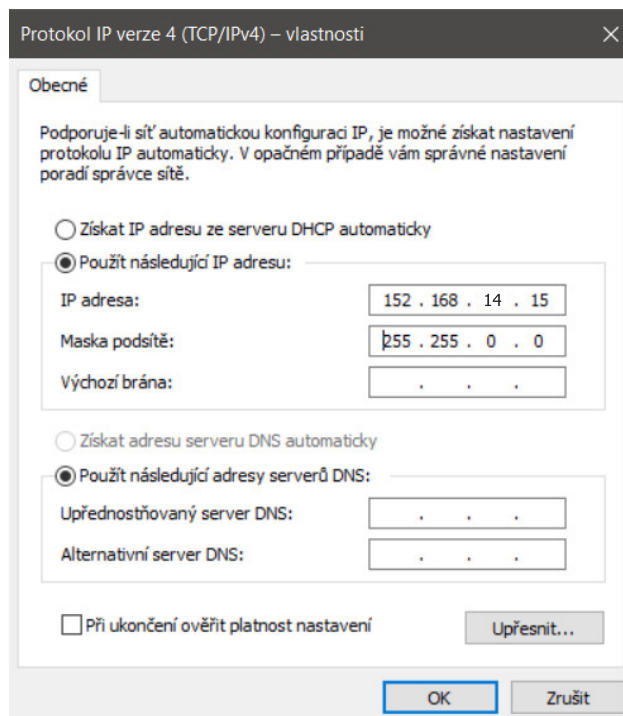 Protokol IP verze 4 (TCP/IPv4) – vlastnosti
Obecné
Podporuje-li síť automatickou konfiguraci IP, je možné získat nastavení
protokolu IP automaticky. V opačném případě vám správné nastavení
poradí správce sítě.
Získat IP adresu ze serveru DHCP automaticky
Použít následující IP adresu:
IP adresa: 152 . 168 . 14 . 15
Maska podsítě: 255 . 255 . 0 . 0
Výchozí brána: . . .
Získat adresu serveru DNS automaticky
Použít následující adresy serverů DNS:
Upřednostňovaný server DNS: . . .
Alternativní server DNS: . . .
Při ukončení ověřit platnost nastavení Upřesnit...
OK Zrušit